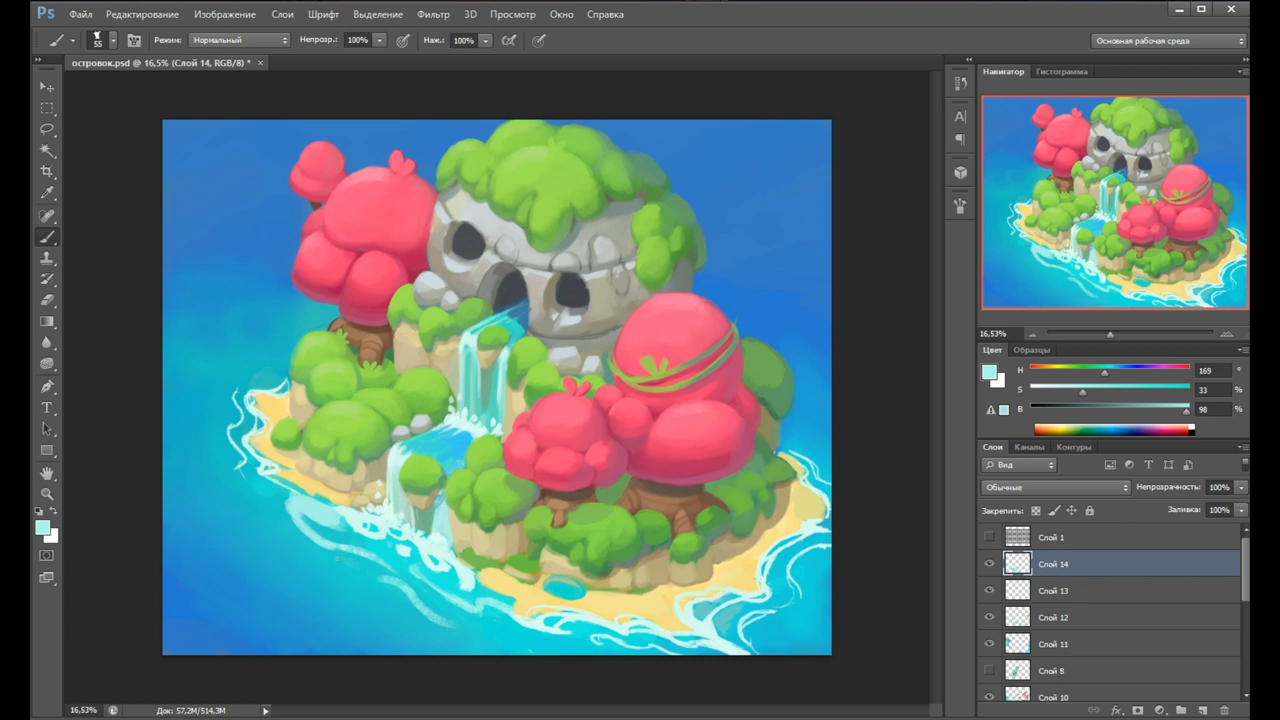 Ps Файл Редактирование Изображение Слои Шрифт Выделение Фильтр 3D Просмотр Окно Справка
55 Режим: Нормальный Непрозр.: 100% Наж.: 100% Основная рабочая среда
островок.psd @ 16,5% (Слой 14, RGB/8) * ×
Навигатор Гистограмма
16,53%
Цвет Образцы
H 169 °
S 33 %
B 98 %
Слои Каналы Контуры
Вид
Обычные Непрозрачность: 100%
Закрепить: Заливка: 100%
Слой 1
Слой 14
Слой 13
Слой 12
Слой 11
Слой 8
Слой 10
16,53% Док: 57,2M/514,3M